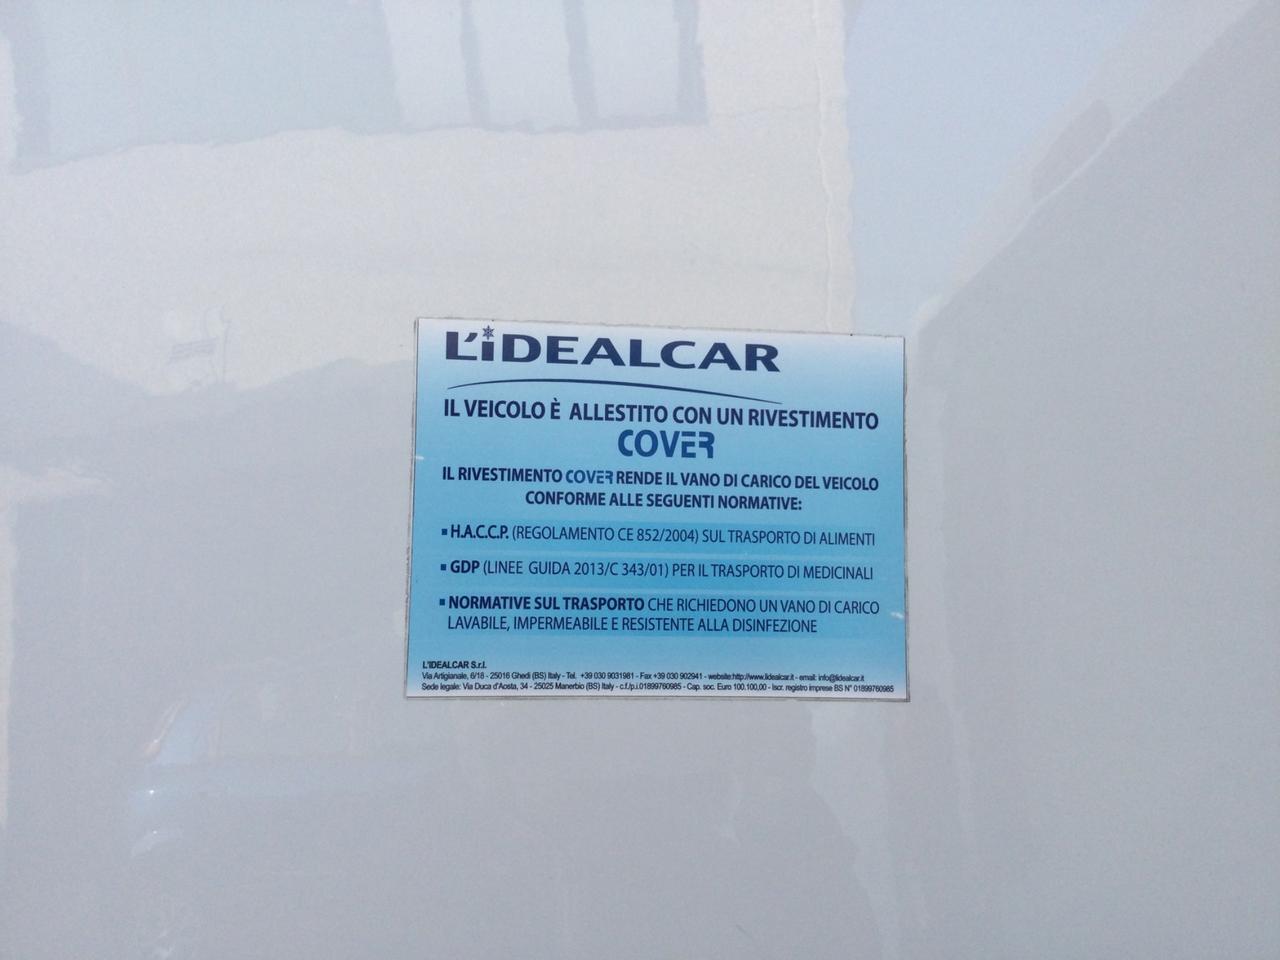 L'iDEALCAR
IL VEICOLO È ALLESTITO CON UN RIVESTIMENTO
COVER
IL RIVESTIMENTO COVER RENDE IL VANO DI CARICO DEL VEICOLO
CONFORME ALLE SEGUENTI NORMATIVE:
▪ H.A.C.C.P. (REGOLAMENTO CE 852/2004) SUL TRASPORTO DI ALIMENTI
▪ GDP (LINEE GUIDA 2013/C 343/01) PER IL TRASPORTO DI MEDICINALI
▪ NORMATIVE SUL TRASPORTO CHE RICHIEDONO UN VANO DI CARICO
LAVABILE, IMPERMEABILE E RESISTENTE ALLA DISINFEZIONE
L'IDEALCAR S.r.l.
Via Artigianale, 6/18 - 25016 Ghedi (BS) Italy - Tel. +39 030 9031981 - Fax +39 030 902941 - website:http://www.lidealcar.it - email: info@lidealcar.it
Sede legale: Via Duca d'Aosta, 34 - 25025 Manerbio (BS) Italy - c.f./p.i.01899760985 - Cap. soc. Euro 100.100,00 - Iscr. registro imprese BS N° 01899760985